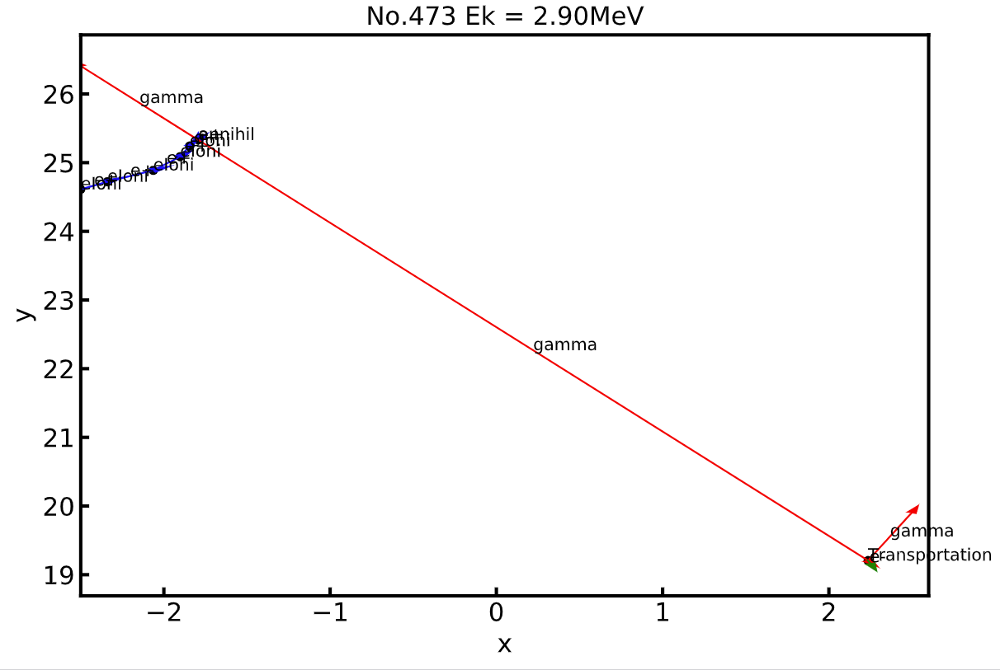 No.473 Ek = 2.90MeV
26
25
24
23
22
21
20
19
y
gamma
annihil
eIoni
eIoni
eIoni
eIoni
gamma
gamma
Transportation
e-
−2
−1
0
1
2
x